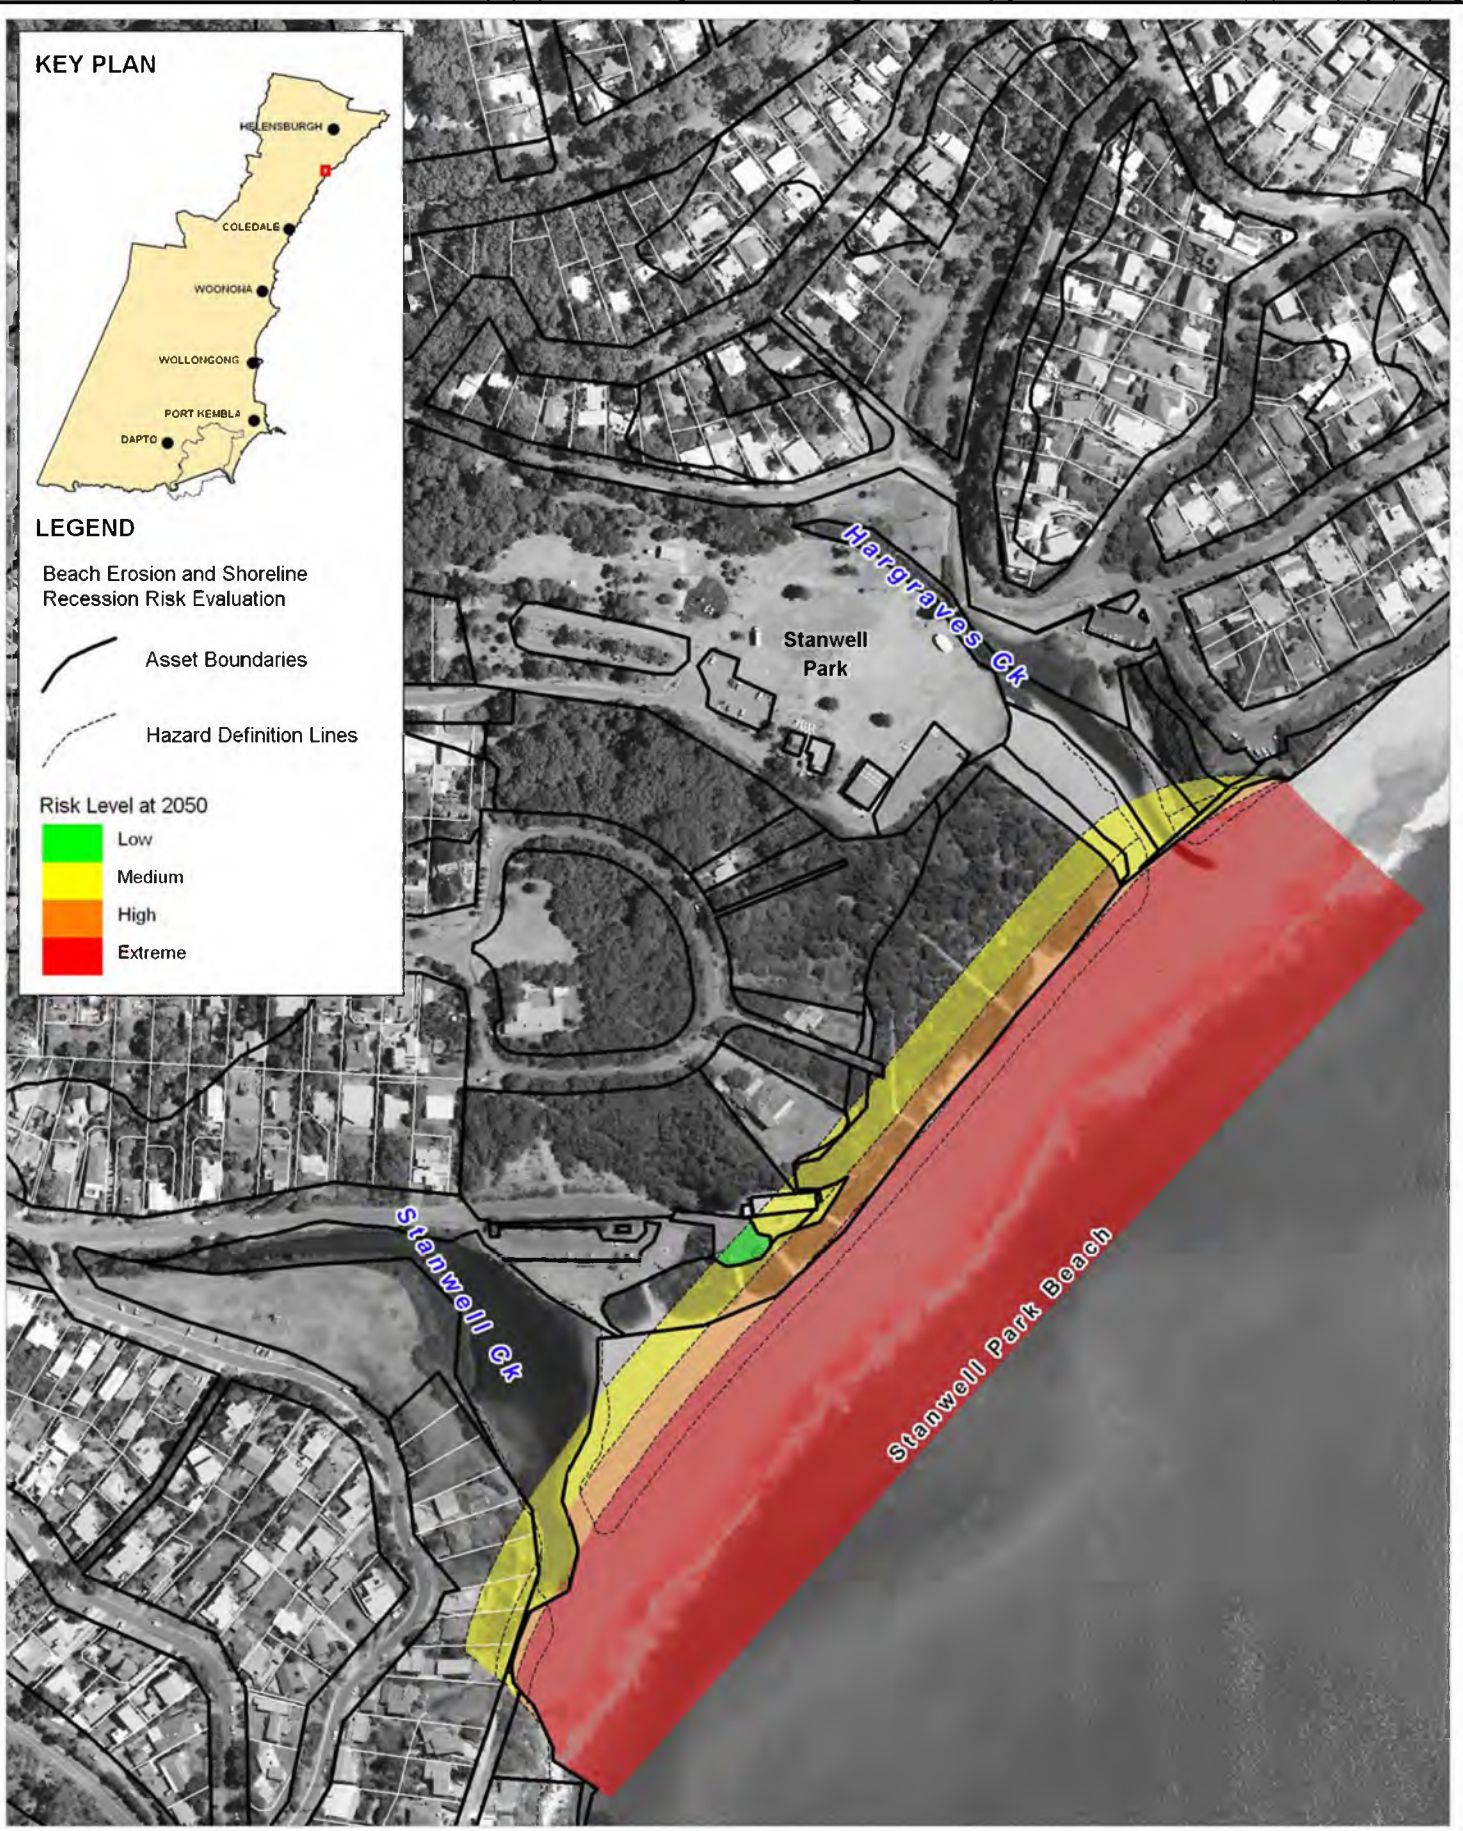 KEY PLAN
HELENSBURGH
COLEDALE
WOONONA
WOLLONGONG
PORT KEMBLA
DAPTO
LEGEND
Beach Erosion and Shoreline
Recession Risk Evaluation
Asset Boundaries
Hazard Definition Lines
Risk Level at 2050
Low
Medium
High
Extreme
Hargraves Ck
Stanwell
Park
Stanwell Ck
Stanwell Park Beach